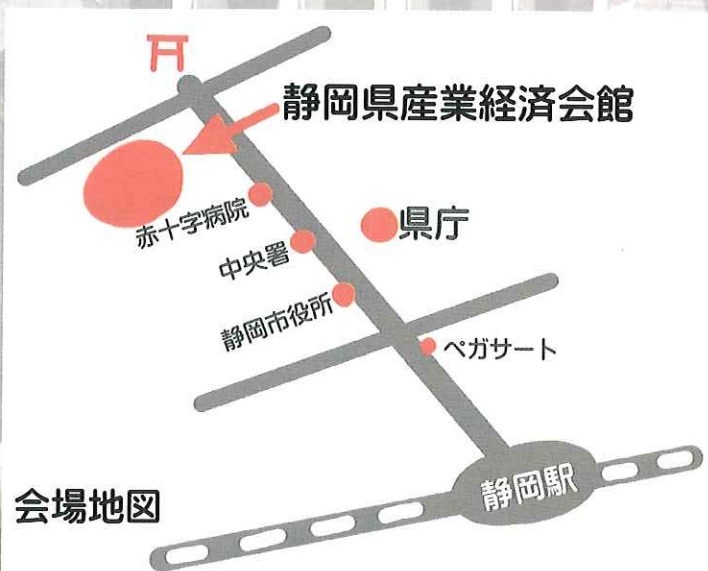 静岡県産業経済会館
赤十字病院
県庁
中央署
静岡市役所
ペガサート
静岡駅
会場地図